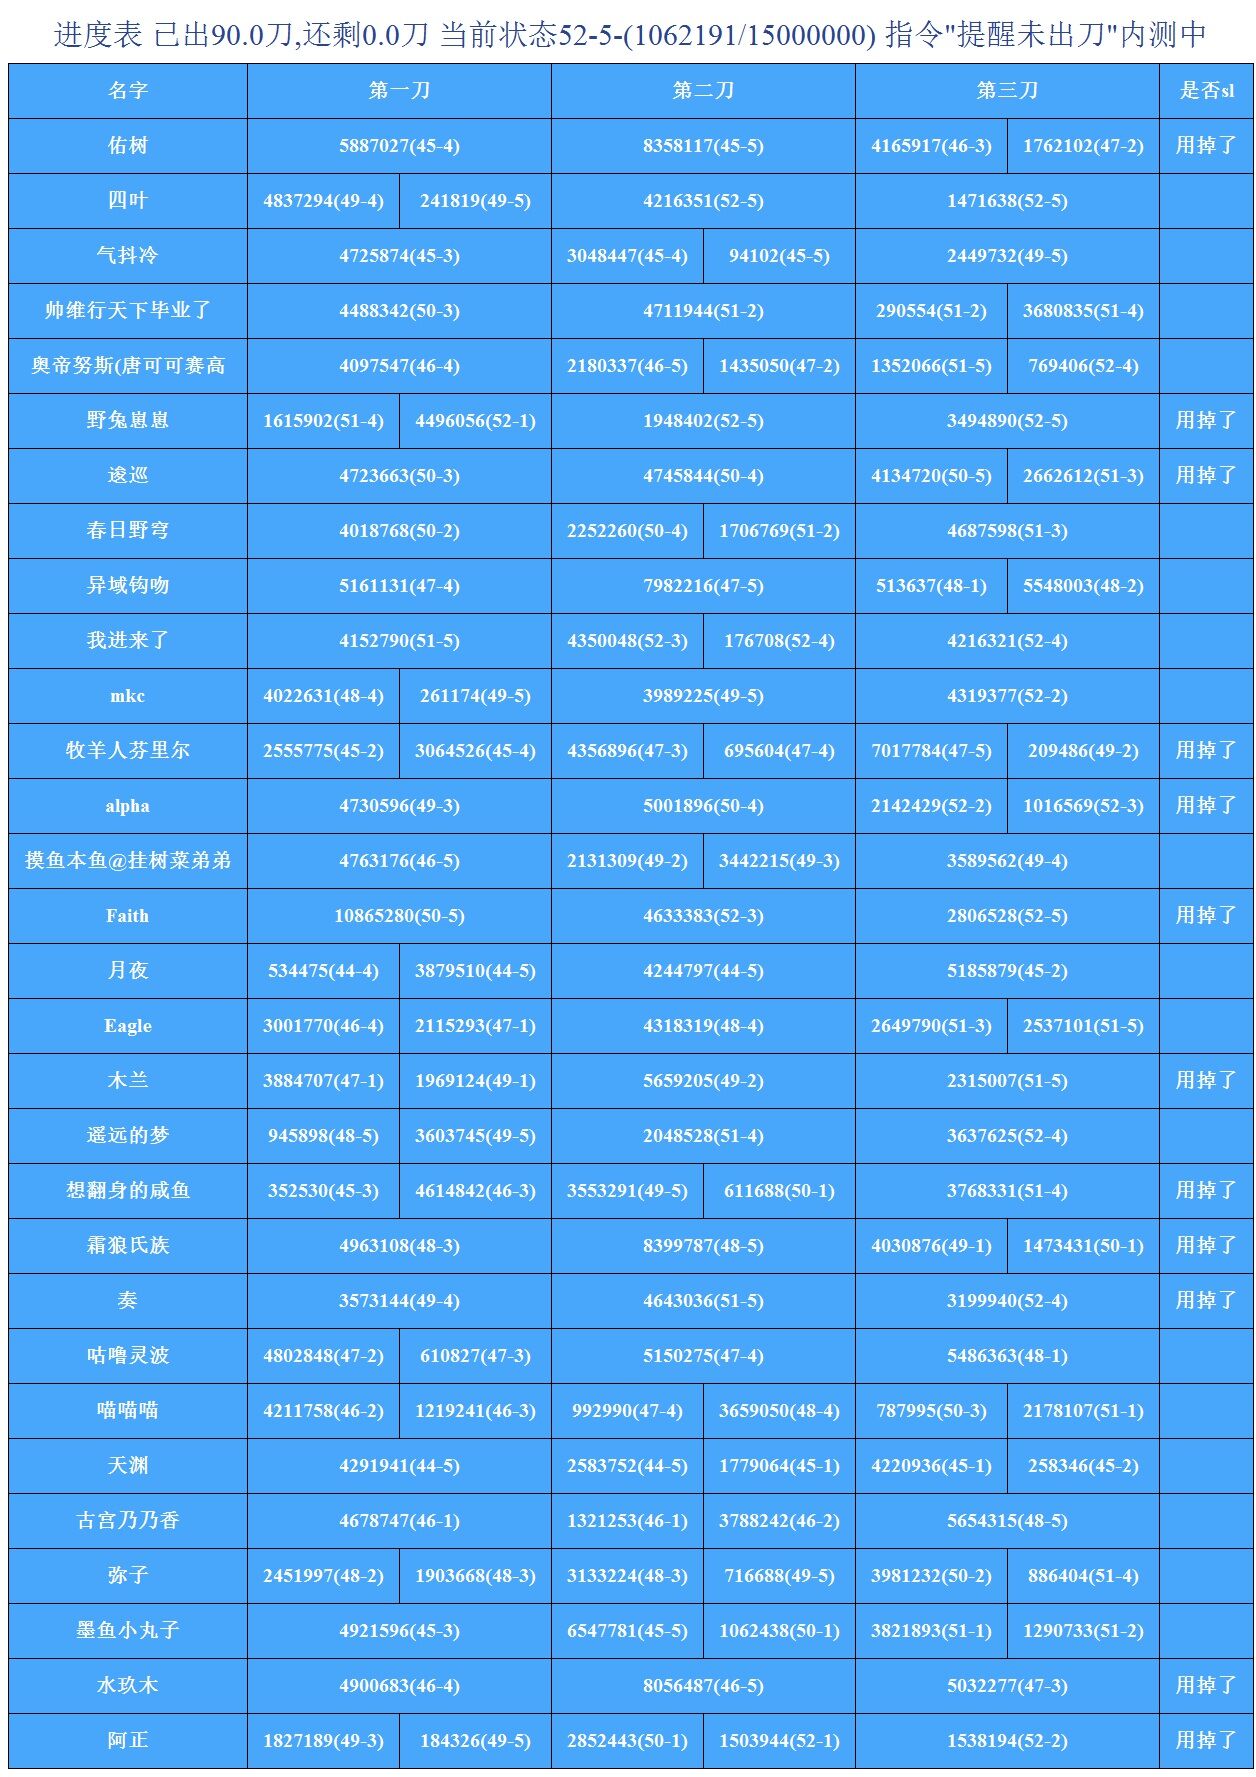 进度表 已出90.0刀,还剩0.0刀 当前状态52-5-(1062191/15000000) 指令"提醒未出刀"内测中
名字 第一刀 第二刀 第三刀 是否sl
佑树 5887027(45-4) 8358117(45-5) 4165917(46-3) 1762102(47-2) 用掉了
四叶 4837294(49-4) 241819(49-5) 4216351(52-5) 1471638(52-5)
气抖冷 4725874(45-3) 3048447(45-4) 94102(45-5) 2449732(49-5)
帅维行天下毕业了 4488342(50-3) 4711944(51-2) 290554(51-2) 3680835(51-4)
奥帝努斯(唐可可赛高 4097547(46-4) 2180337(46-5) 1435050(47-2) 1352066(51-5) 769406(52-4)
野兔崽崽 1615902(51-4) 4496056(52-1) 1948402(52-5) 3494890(52-5) 用掉了
逡巡 4723663(50-3) 4745844(50-4) 4134720(50-5) 2662612(51-3) 用掉了
春日野穹 4018768(50-2) 2252260(50-4) 1706769(51-2) 4687598(51-3)
异域钩吻 5161131(47-4) 7982216(47-5) 513637(48-1) 5548003(48-2)
我进来了 4152790(51-5) 4350048(52-3) 176708(52-4) 4216321(52-4)
mkc 4022631(48-4) 261174(49-5) 3989225(49-5) 4319377(52-2)
牧羊人芬里尔 2555775(45-2) 3064526(45-4) 4356896(47-3) 695604(47-4) 7017784(47-5) 209486(49-2) 用掉了
alpha 4730596(49-3) 5001896(50-4) 2142429(52-2) 1016569(52-3) 用掉了
摸鱼本鱼@挂树菜弟弟 4763176(46-5) 2131309(49-2) 3442215(49-3) 3589562(49-4)
Faith 10865280(50-5) 4633383(52-3) 2806528(52-5) 用掉了
月夜 534475(44-4) 3879510(44-5) 4244797(44-5) 5185879(45-2)
Eagle 3001770(46-4) 2115293(47-1) 4318319(48-4) 2649790(51-3) 2537101(51-5)
木兰 3884707(47-1) 1969124(49-1) 5659205(49-2) 2315007(51-5) 用掉了
遥远的梦 945898(48-5) 3603745(49-5) 2048528(51-4) 3637625(52-4)
想翻身的咸鱼 352530(45-3) 4614842(46-3) 3553291(49-5) 611688(50-1) 3768331(51-4) 用掉了
霜狼氏族 4963108(48-3) 8399787(48-5) 4030876(49-1) 1473431(50-1) 用掉了
奏 3573144(49-4) 4643036(51-5) 3199940(52-4) 用掉了
咕噜灵波 4802848(47-2) 610827(47-3) 5150275(47-4) 5486363(48-1)
喵喵喵 4211758(46-2) 1219241(46-3) 992990(47-4) 3659050(48-4) 787995(50-3) 2178107(51-1)
天渊 4291941(44-5) 2583752(44-5) 1779064(45-1) 4220936(45-1) 258346(45-2)
古宫乃乃香 4678747(46-1) 1321253(46-1) 3788242(46-2) 5654315(48-5)
弥子 2451997(48-2) 1903668(48-3) 3133224(48-3) 716688(49-5) 3981232(50-2) 886404(51-4)
墨鱼小丸子 4921596(45-3) 6547781(45-5) 1062438(50-1) 3821893(51-1) 1290733(51-2)
水玖木 4900683(46-4) 8056487(46-5) 5032277(47-3) 用掉了
阿正 1827189(49-3) 184326(49-5) 2852443(50-1) 1503944(52-1) 1538194(52-2) 用掉了